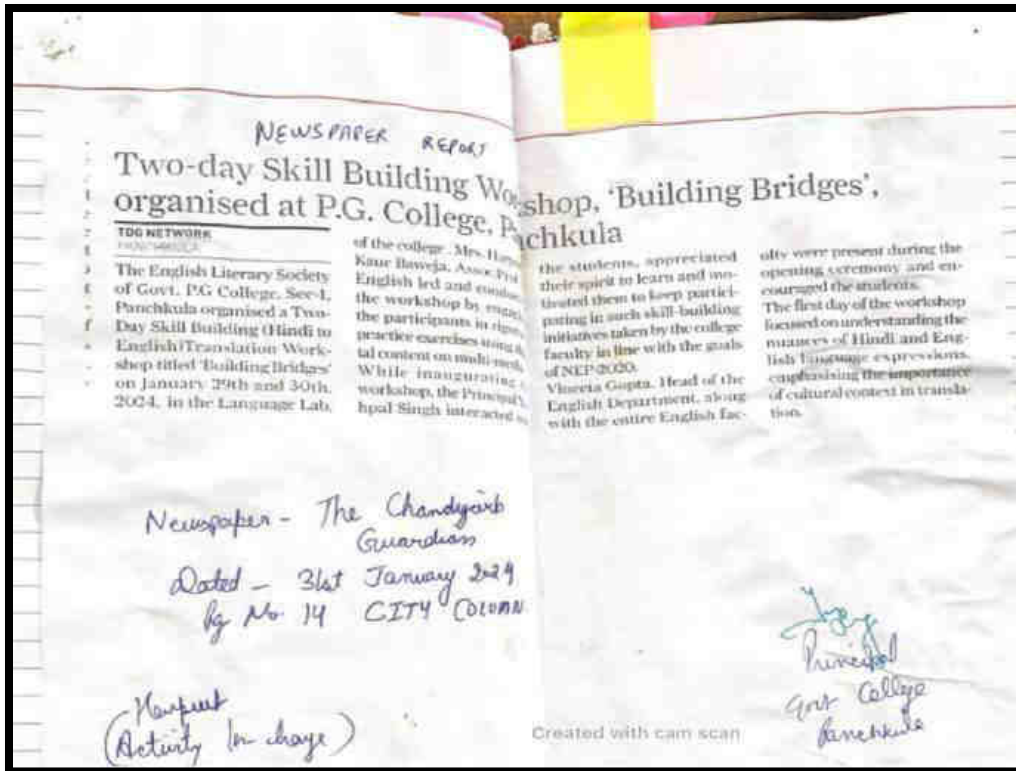 NEWSPAPER REPORT
Two-day Skill Building Wo shop, 'Building Bridges',
organised at P.G. College, P chkula
TDG NETWORK
PANCHKULA
The English Literary Society
of Govt. P.G College, Sec-1,
Panchkula organised a Two-
Day Skill Building (Hindi to
English)Translation Work-
shop titled 'Building Bridges'
on January 29th and 30th,
2024, in the Language Lab,
of the college . Mrs.
Kaur Baweja, Assoc Prof
English led and
the workshop by
the participants in
practice exercises using
tal content on
While inaugurating
workshop, the Principal
hpal Singh interacted
the students, appreciated
their spirit to learn and mo-
tivated them to keep partici-
pating in such skill-building
initiatives taken by the college
faculty in line with the goals
of NEP 2020.
Gupta, Head of the
English Department, along
with the entire English fac-
ulty were present during the
opening ceremony and en-
couraged the students.
The first day of the workshop
focused on understanding the
nuances of Hindi and Eng-
lish language expressions,
emphasising the importance
of cultural context in transla-
tion.
Newspaper - The
Guardian
Dated - 31st January 2024
Pg No. 14 CITY COLUMN
Harpreet
(Activity In charge)
Principal
Govt College
Panchkula
Created with cam scan